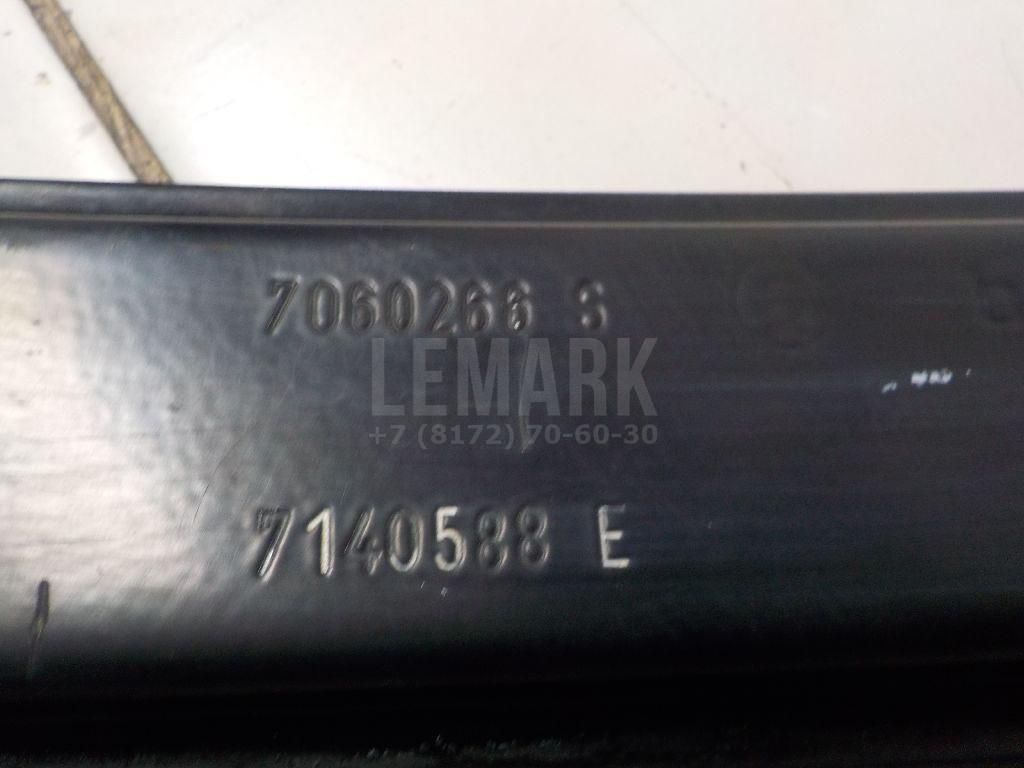 7060266 S
LEMARK
+7 (8172) 70-60-30
7140588 E